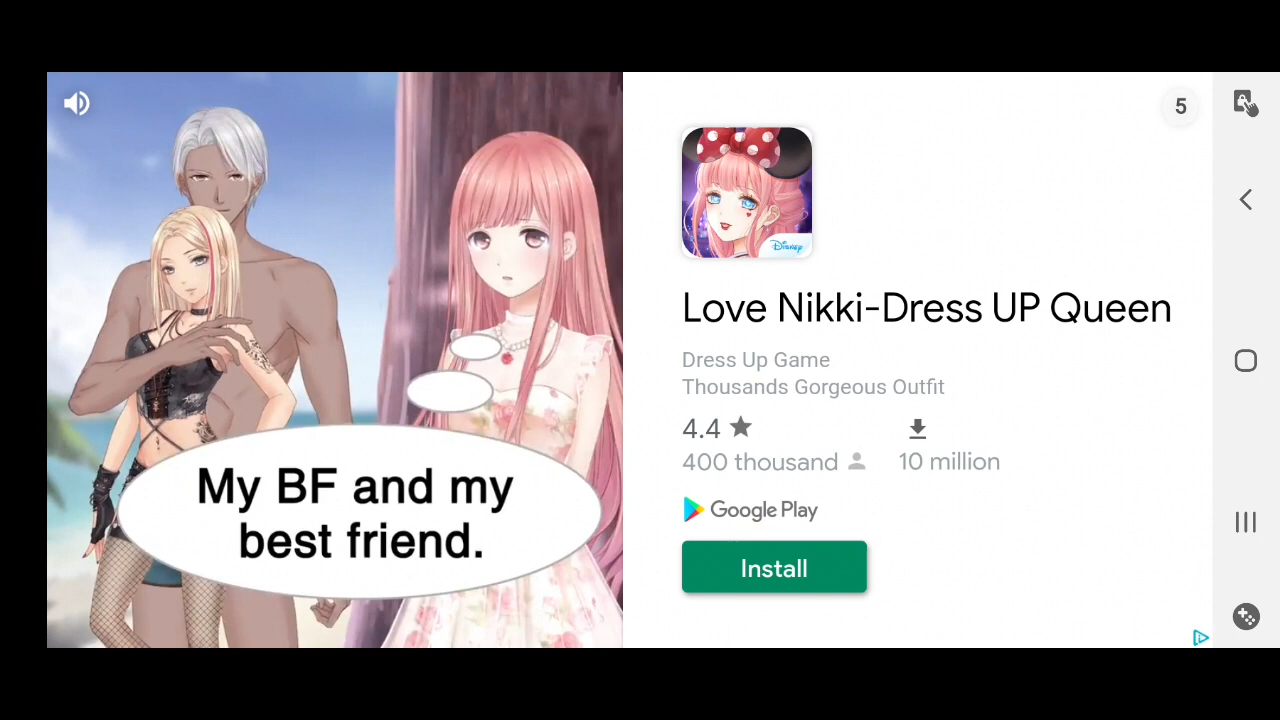 My BF and my
best friend.
5
Disney
Love Nikki-Dress UP Queen
Dress Up Game
Thousands Gorgeous Outfit
4.4
400 thousand
10 million
Google Play
Install